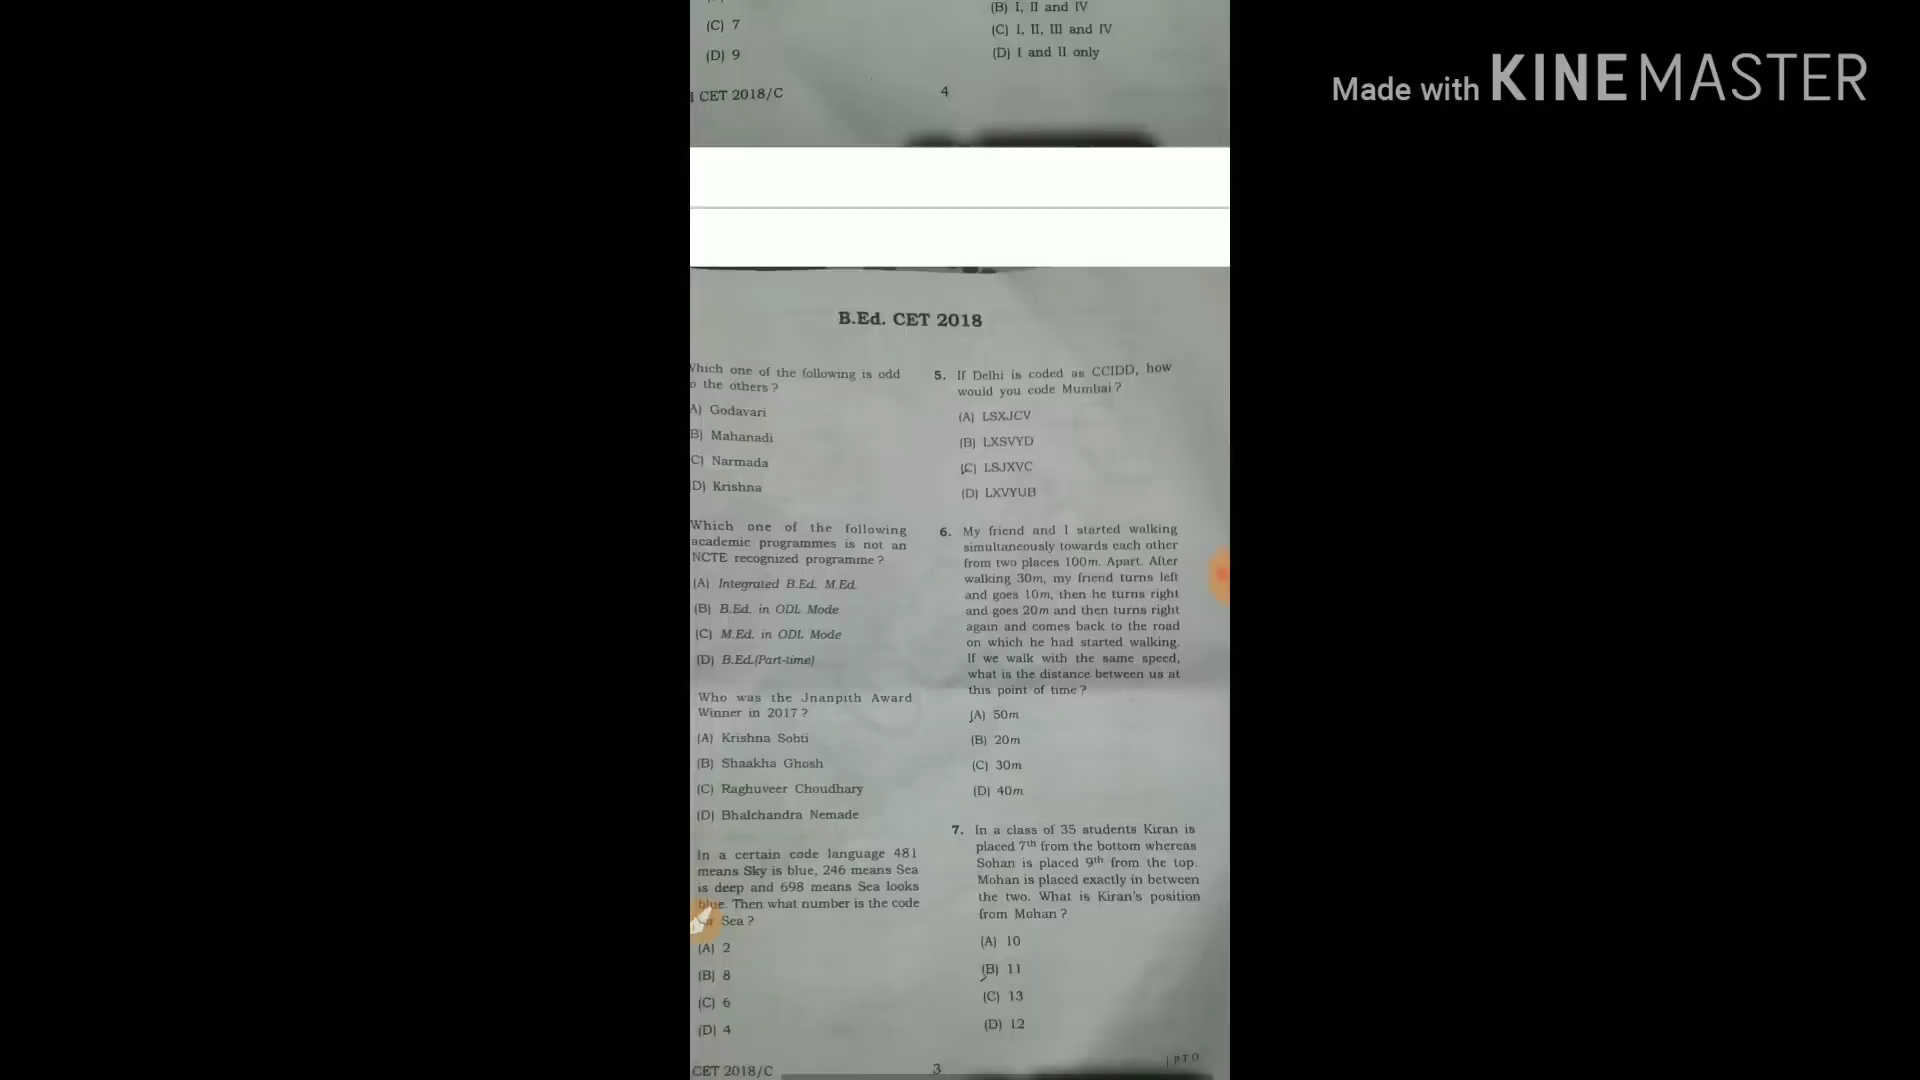 (C) 7
(D) 9
(B) I, II and IV
(C) I, II, III and IV
(D) I and II only
CET 2018/C
4
Made with KINEMASTER
B.Ed. CET 2018
Which one of the following is odd
the others ?
A) Godavari
B) Mahanadi
C) Narmada
D) Krishna
Which one of the following
academic programmes is not an
NCTE recognized programme ?
(A) Integrated B.Ed. M.Ed.
(B) B.Ed. in ODL Mode
(C) M.Ed. in ODL Mode
(D) B.Ed.(Part-time)
Who was the Jnanpith Award
Winner in 2017 ?
(A) Krishna Sobti
(B) Shaakha Ghosh
(C) Raghuveer Choudhary
(D) Bhalchandra Nemade
In a certain code language 481
means Sky is blue, 246 means Sea
is deep and 698 means Sea looks
blue. Then what number is the code
Sea ?
(A) 2
(B) 8
(C) 6
(D) 4
5. If Delhi is coded as CCIDD, how
would you code Mumbai ?
(A) LSXJCV
(B) LXSVYD
(C) LSJXVC
(D) LXVYUB
6. My friend and I started walking
simultaneously towards each other
from two places 100m. Apart. After
walking 30m, my friend turns left
and goes 10m, then he turns right
and goes 20m and then turns right
again and comes back to the road
on which he had started walking.
If we walk with the same speed,
what is the distance between us at
this point of time ?
(A) 50m
(B) 20m
(C) 30m
(D) 40m
7. In a class of 35 students Kiran is
placed 7th from the bottom whereas
Sohan is placed 9th from the top.
Mohan is placed exactly in between
the two. What is Kiran's position
from Mohan ?
(A) 10
(B) 11
(C) 13
(D) 12
CET 2018/C
3
[ P T O